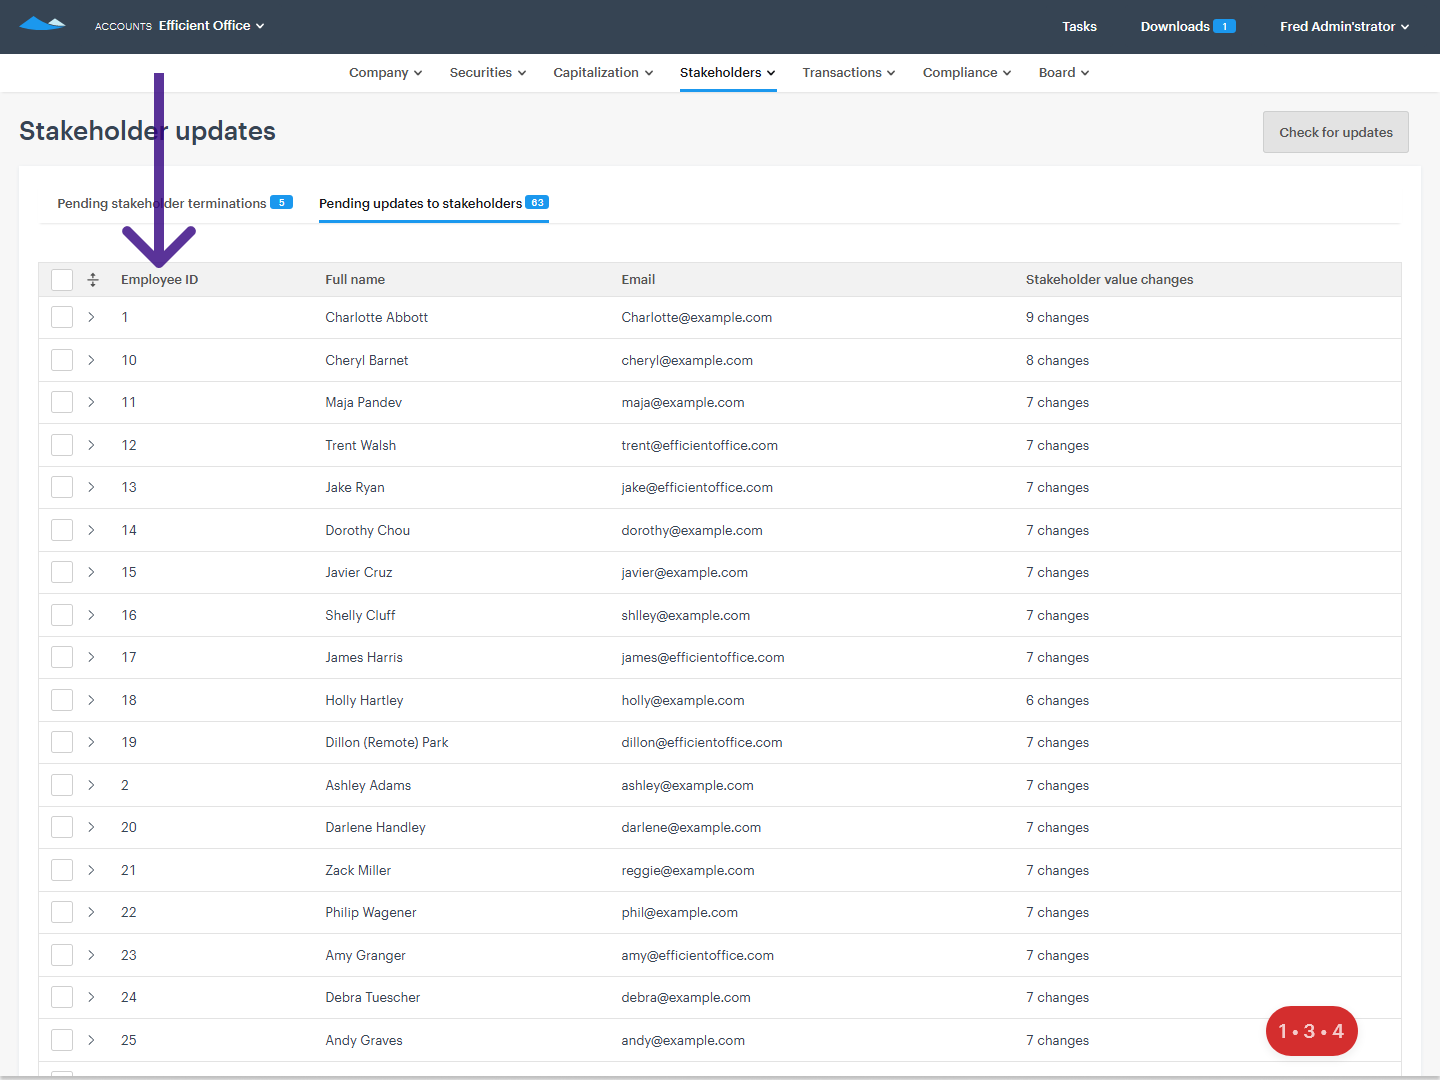 ACCOUNTS Efficient Office Tasks Downloads 1 Fred Admin'strator
Company Securities Capitalization Stakeholders Transactions Compliance Board
Stakeholder updates Check for updates
Pending stakeholder terminations 5 Pending updates to stakeholders 63
Employee ID Full name Email Stakeholder value changes
1 Charlotte Abbott Charlotte@example.com 9 changes
10 Cheryl Barnet cheryl@example.com 8 changes
11 Maja Pandev maja@example.com 7 changes
12 Trent Walsh trent@efficientoffice.com 7 changes
13 Jake Ryan jake@efficientoffice.com 7 changes
14 Dorothy Chou dorothy@example.com 7 changes
15 Javier Cruz javier@example.com 7 changes
16 Shelly Cluff shlley@example.com 7 changes
17 James Harris james@efficientoffice.com 7 changes
18 Holly Hartley holly@example.com 6 changes
19 Dillon (Remote) Park dillon@efficientoffice.com 7 changes
2 Ashley Adams ashley@example.com 7 changes
20 Darlene Handley darlene@example.com 7 changes
21 Zack Miller reggie@example.com 7 changes
22 Philip Wagener phil@example.com 7 changes
23 Amy Granger amy@efficientoffice.com 7 changes
24 Debra Tuescher debra@example.com 7 changes
25 Andy Graves andy@example.com 7 changes
1 • 3 • 4